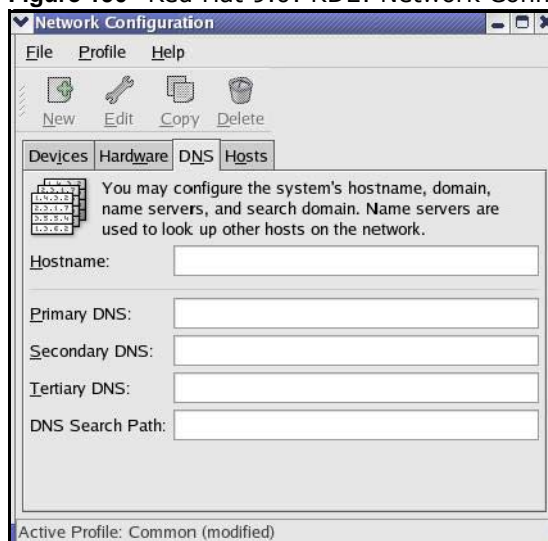 Network Configuration
File Profile Help
New Edit Copy Delete
Devices Hardware DNS Hosts
You may configure the system's hostname, domain,
name servers, and search domain. Name servers are
used to look up other hosts on the network.
Hostname:
Primary DNS:
Secondary DNS:
Tertiary DNS:
DNS Search Path:
Active Profile: Common (modified)